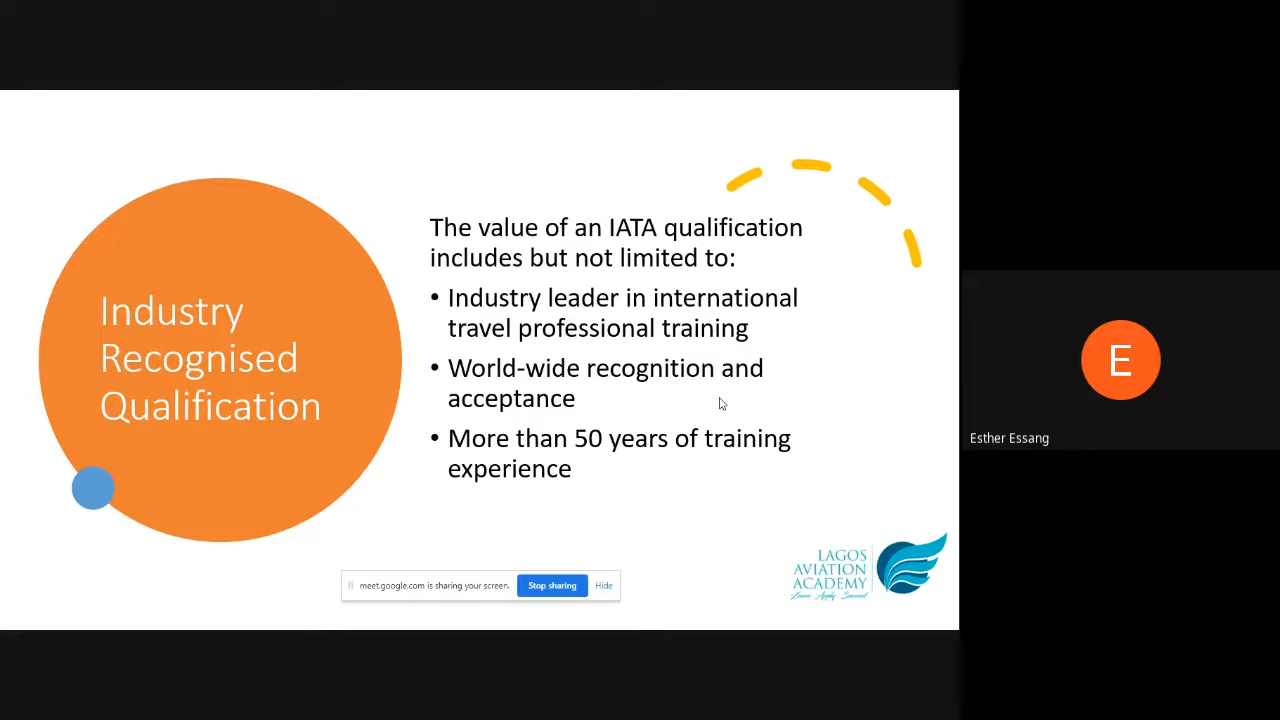 Industry
Recognised
Qualification
The value of an IATA qualification
includes but not limited to:
• Industry leader in international
travel professional training
• World-wide recognition and
acceptance
• More than 50 years of training
experience
meet.google.com is sharing your screen.
Stop sharing
Hide
LAGOS
AVIATION
ACADEMY
Learn . Apply . Succeed
E
Esther Essang